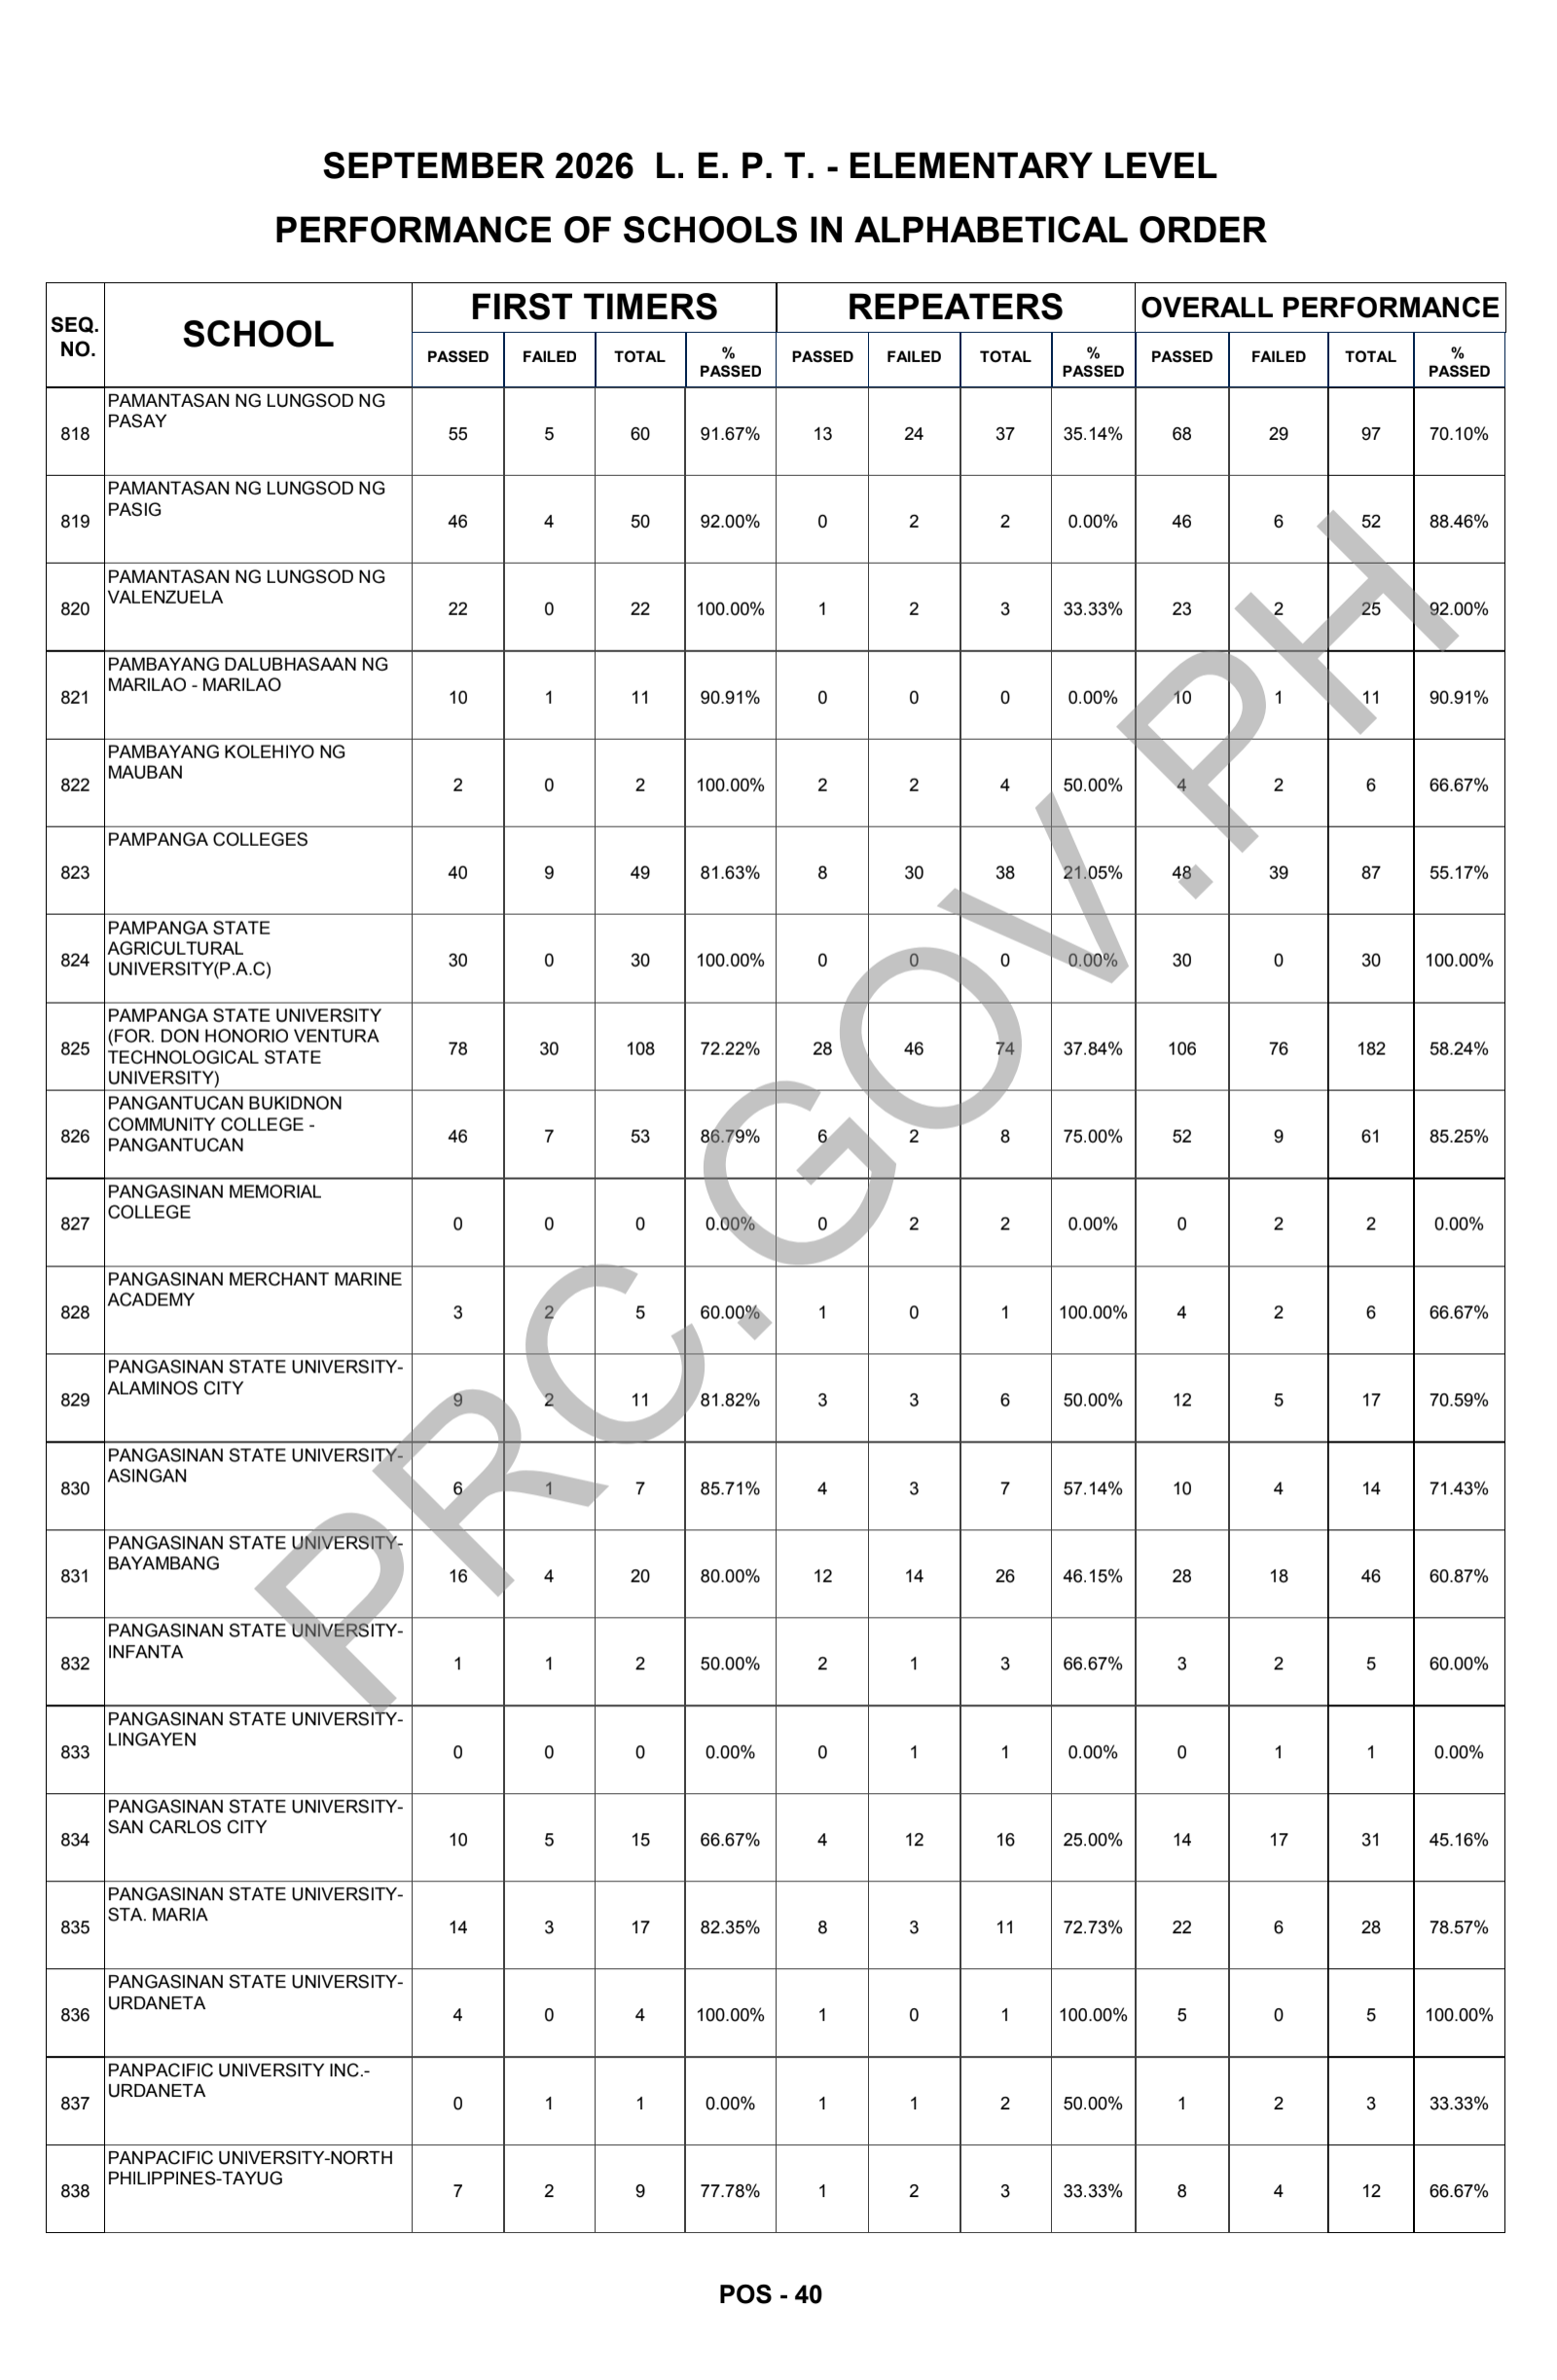 SEPTEMBER 2026 L. E. P. T. - ELEMENTARY LEVEL
PERFORMANCE OF SCHOOLS IN ALPHABETICAL ORDER
SEQ. NO. SCHOOL FIRST TIMERS REPEATERS OVERALL PERFORMANCE
PASSED FAILED TOTAL % PASSED PASSED FAILED TOTAL % PASSED PASSED FAILED TOTAL % PASSED
818 PAMANTASAN NG LUNGSOD NG PASAY 55 5 60 91.67% 13 24 37 35.14% 68 29 97 70.10%
819 PAMANTASAN NG LUNGSOD NG PASIG 46 4 50 92.00% 0 2 2 0.00% 46 6 52 88.46%
820 PAMANTASAN NG LUNGSOD NG VALENZUELA 22 0 22 100.00% 1 2 3 33.33% 23 2 25 92.00%
821 PAMBAYANG DALUBHASAAN NG MARILAO - MARILAO 10 1 11 90.91% 0 0 0 0.00% 10 1 11 90.91%
822 PAMBAYANG KOLEHIYO NG MAUBAN 2 0 2 100.00% 2 2 4 50.00% 4 2 6 66.67%
823 PAMPANGA COLLEGES 40 9 49 81.63% 8 30 38 21.05% 48 39 87 55.17%
824 PAMPANGA STATE AGRICULTURAL UNIVERSITY(P.A.C) 30 0 30 100.00% 0 0 0 0.00% 30 0 30 100.00%
825 PAMPANGA STATE UNIVERSITY (FOR. DON HONORIO VENTURA TECHNOLOGICAL STATE UNIVERSITY) 78 30 108 72.22% 28 46 74 37.84% 106 76 182 58.24%
826 PANGANTUCAN BUKIDNON COMMUNITY COLLEGE - PANGANTUCAN 46 7 53 86.79% 6 2 8 75.00% 52 9 61 85.25%
827 PANGASINAN MEMORIAL COLLEGE 0 0 0 0.00% 0 2 2 0.00% 0 2 2 0.00%
828 PANGASINAN MERCHANT MARINE ACADEMY 3 2 5 60.00% 1 0 1 100.00% 4 2 6 66.67%
829 PANGASINAN STATE UNIVERSITY-ALAMINOS CITY 9 2 11 81.82% 3 3 6 50.00% 12 5 17 70.59%
830 PANGASINAN STATE UNIVERSITY-ASINGAN 6 1 7 85.71% 4 3 7 57.14% 10 4 14 71.43%
831 PANGASINAN STATE UNIVERSITY-BAYAMBANG 16 4 20 80.00% 12 14 26 46.15% 28 18 46 60.87%
832 PANGASINAN STATE UNIVERSITY-INFANTA 1 1 2 50.00% 2 1 3 66.67% 3 2 5 60.00%
833 PANGASINAN STATE UNIVERSITY-LINGAYEN 0 0 0 0.00% 0 1 1 0.00% 0 1 1 0.00%
834 PANGASINAN STATE UNIVERSITY-SAN CARLOS CITY 10 5 15 66.67% 4 12 16 25.00% 14 17 31 45.16%
835 PANGASINAN STATE UNIVERSITY-STA. MARIA 14 3 17 82.35% 8 3 11 72.73% 22 6 28 78.57%
836 PANGASINAN STATE UNIVERSITY-URDANETA 4 0 4 100.00% 1 0 1 100.00% 5 0 5 100.00%
837 PANPACIFIC UNIVERSITY INC.-URDANETA 0 1 1 0.00% 1 1 2 50.00% 1 2 3 33.33%
838 PANPACIFIC UNIVERSITY-NORTH PHILIPPINES-TAYUG 7 2 9 77.78% 1 2 3 33.33% 8 4 12 66.67%
PRC.GOV.PH
POS - 40